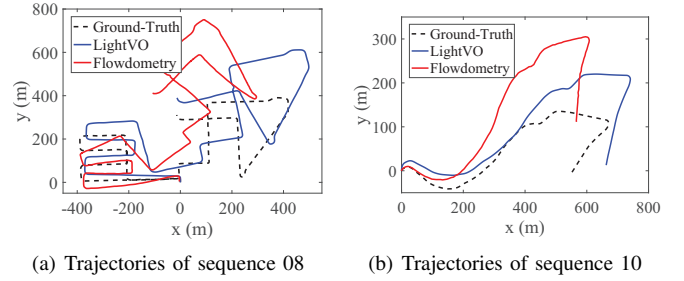 800
600
400
200
0
y (m)
Ground-Truth
LightVO
Flowdometry
-400 -200 0 200 400
x (m)
(a) Trajectories of sequence 08
300
200
100
0
y (m)
Ground-Truth
LightVO
Flowdometry
0 200 400 600 800
x (m)
(b) Trajectories of sequence 10